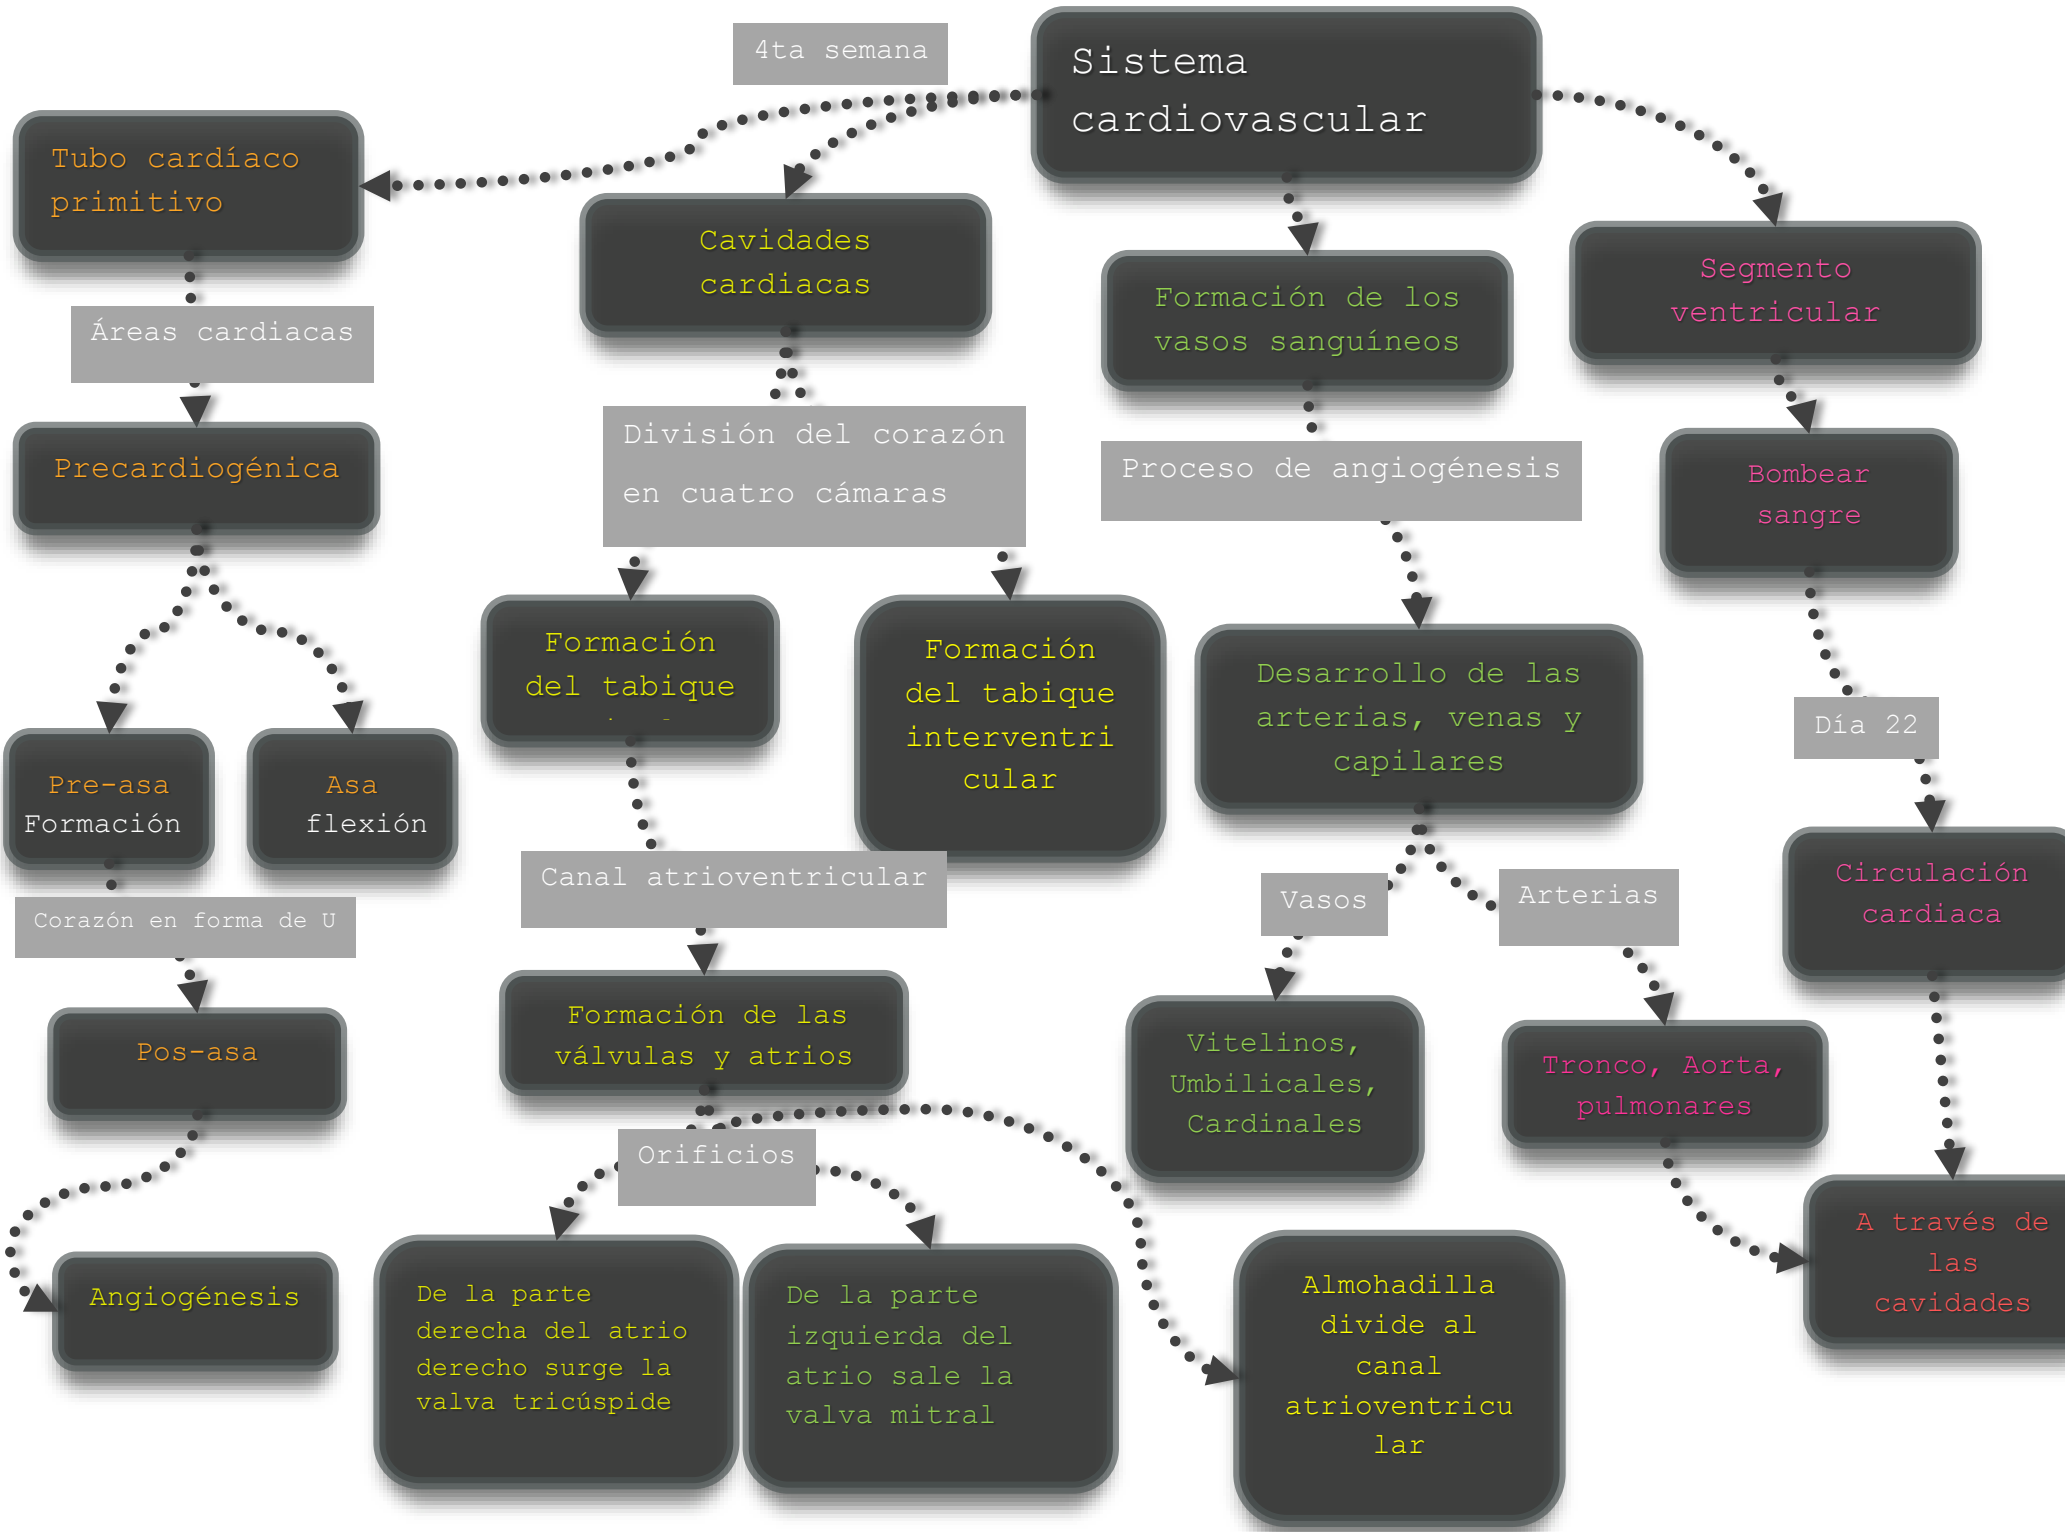 4ta semana
Sistema
cardiovascular
Tubo cardíaco
primitivo
Cavidades
cardiacas
Formación de los
vasos sanguíneos
Segmento
ventricular
Áreas cardiacas
División del corazón
en cuatro cámaras
Proceso de angiogénesis
Precardiogénica
Bombear
sangre
Formación
del tabique
Formación
del tabique
interventri
cular
Desarrollo de las
arterias, venas y
capilares
Día 22
Pre-asa
Formación
Asa
flexión
Canal atrioventricular
Vasos
Arterias
Circulación
cardiaca
Corazón en forma de U
Pos-asa
Formación de las
válvulas y atrios
Vitelinos,
Umbilicales,
Cardinales
Tronco, Aorta,
pulmonares
Orificios
Angiogénesis
De la parte
derecha del atrio
derecho surge la
valva tricúspide
De la parte
izquierda del
atrio sale la
valva mitral
Almohadilla
divide al
canal
atrioventricu
lar
A través de
las
cavidades